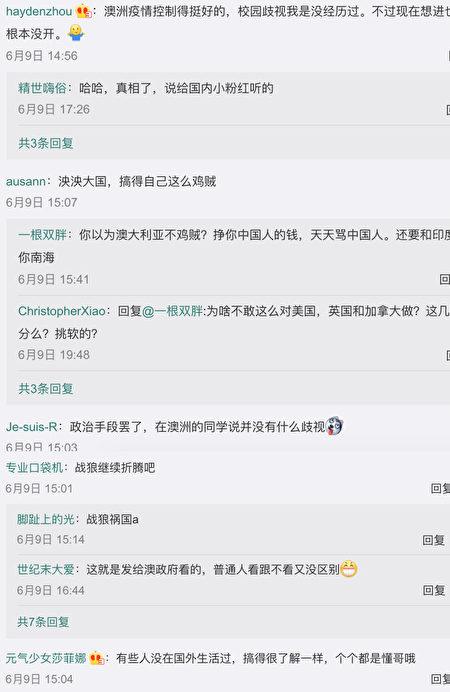 haydenzhou：澳洲疫情控制得挺好的，校园歧视我是没经历过。不过现在想进
根本没开。
6月9日 14:56
精世嗨俗：哈哈，真相了，说给国内小粉红听的
6月9日 17:26
共3条回复
ausann：泱泱大国，搞得自己这么鸡贼
6月9日 15:07
一根双胖：你以为澳大利亚不鸡贼？挣你中国人的钱，天天骂中国人。还要和印度
你南海
6月9日 15:41
回
ChristopherXiao：回复@一根双胖:为啥不敢这么对美国，英国和加拿大做？这几
分么？挑软的？
6月9日 19:48
共3条回复
Je-suis-R：政治手段罢了，在澳洲的同学说并没有什么歧视
6月9日 15:03
专业口袋机：战狼继续折腾吧
6月9日 15:01
回复
脚趾上的光：战狼祸国a
6月9日 15:14
回复
世纪末大爱：这就是发给澳政府看的，普通人看跟不看又没区别
6月9日 16:44
回复
共7条回复
元气少女莎菲娜：有些人没在国外生活过，搞得很了解一样，个个都是懂哥哦
6月9日 15:04
回复